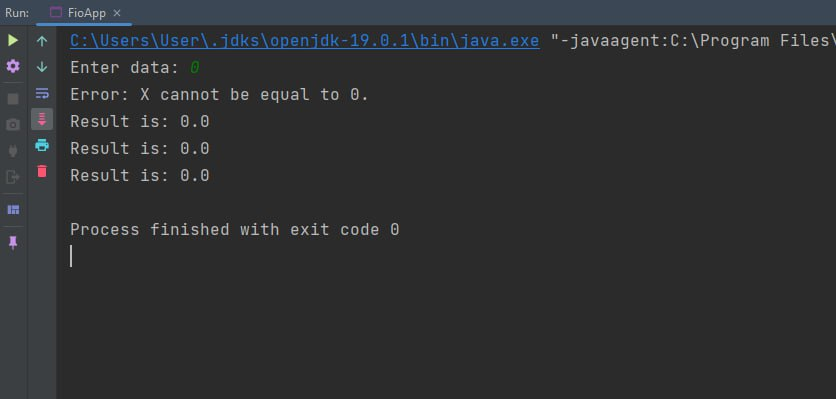 Run: FioApp
C:\Users\User\.jdks\openjdk-19.0.1\bin\java.exe "-javaagent:C:\Program Files\
Enter data: 0
Error: X cannot be equal to 0.
Result is: 0.0
Result is: 0.0
Result is: 0.0
Process finished with exit code 0